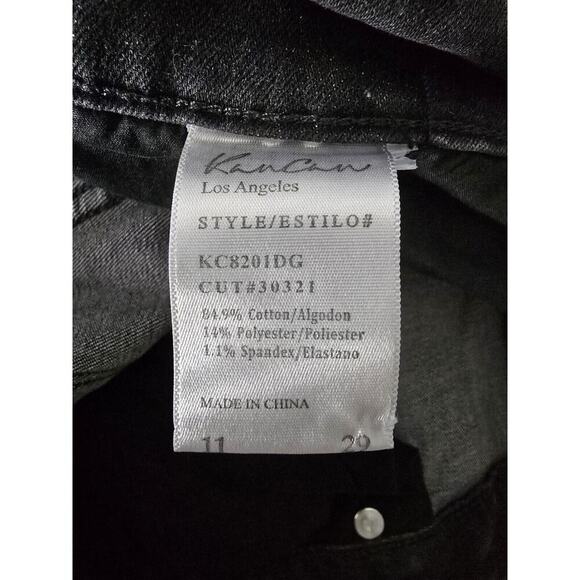 KanCan
Los Angeles
STYLE/ESTILO#
KC8201DG
CUT#30321
84.9% Cotton/Algodon
14% Polyester/Poliester
1.1% Spandex/Elastano
MADE IN CHINA
11 29